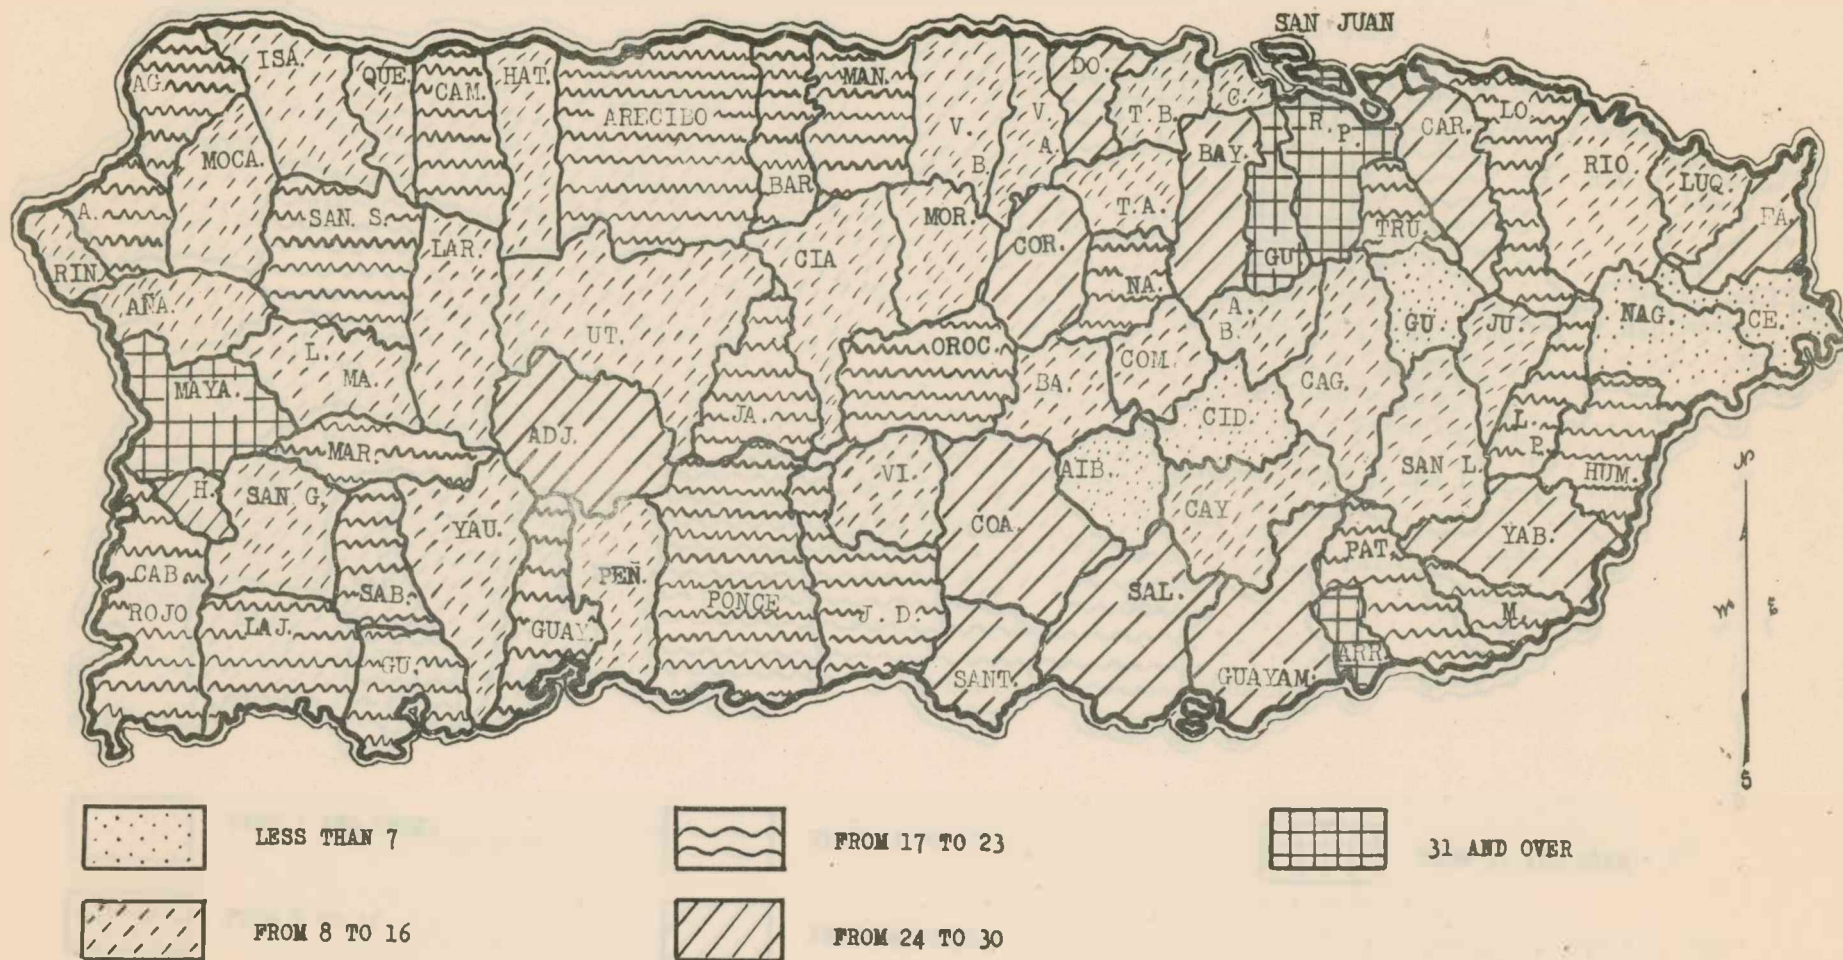 SAN JUAN
AG.
ISA.
QUE.
CAM.
HAT.
ARECIBO
BAR
MAN.
V. B.
V. A.
DO.
T. B.
C.
BAY.
R. P.
CAR.
LO.
RIO.
LUQ.
FA.
MOCA.
A.
RIN.
SAN. S.
LAR.
CIA
MOR.
COR.
T. A.
NA.
GU
TRU.
AÑA.
UT.
OROC.
A. B.
GU.
JU.
NAG.
CE.
MAYA.
L. MA.
JA.
BA.
COM.
CID.
CAG.
ADJ.
MAR.
VI.
AIB.
SAN L.
L. P.
HUM.
H.
SAN G.
YAU.
COA.
CAY
YAB.
PAT.
CAB.
ROJO
SAB.
PEÑ.
PONCE
J. D.
SAL.
M.
LAJ.
GU.
GUAY.
SANT.
GUAYAM.
ARR.
N
W
E
S
LESS THAN 7
FROM 17 TO 23
31 AND OVER
FROM 8 TO 16
FROM 24 TO 30